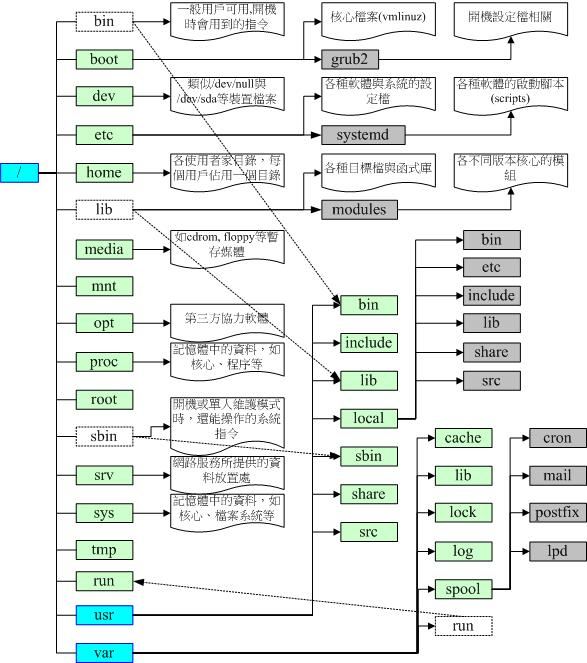 /
bin
一般用戶可用,開機
時會用到的指令
核心檔案(vmlinuz)
開機設定檔相關
boot
grub2
dev
類似/dev/null與
/dev/sda等裝置檔案
各種軟體與系統的設
定檔
各種軟體的啟動腳本
(scripts)
etc
systemd
home
各使用者家目錄，每
個用戶佔用一個目錄
各種目標檔與函式庫
各不同版本核心的模
組
lib
modules
media
如cdrom, floppy等暫
存媒體
mnt
opt
第三方協力軟體
proc
記憶體中的資料，如
核心、程序等
root
sbin
開機或單人維護模式
時，還能操作的系統
指令
srv
網路服務所提供的資
料放置處
sys
記憶體中的資料，如
核心、檔案系統等
tmp
run
usr
var
bin
include
lib
local
sbin
share
src
bin
etc
include
lib
share
src
cache
lib
lock
log
spool
run
cron
mail
postfix
lpd